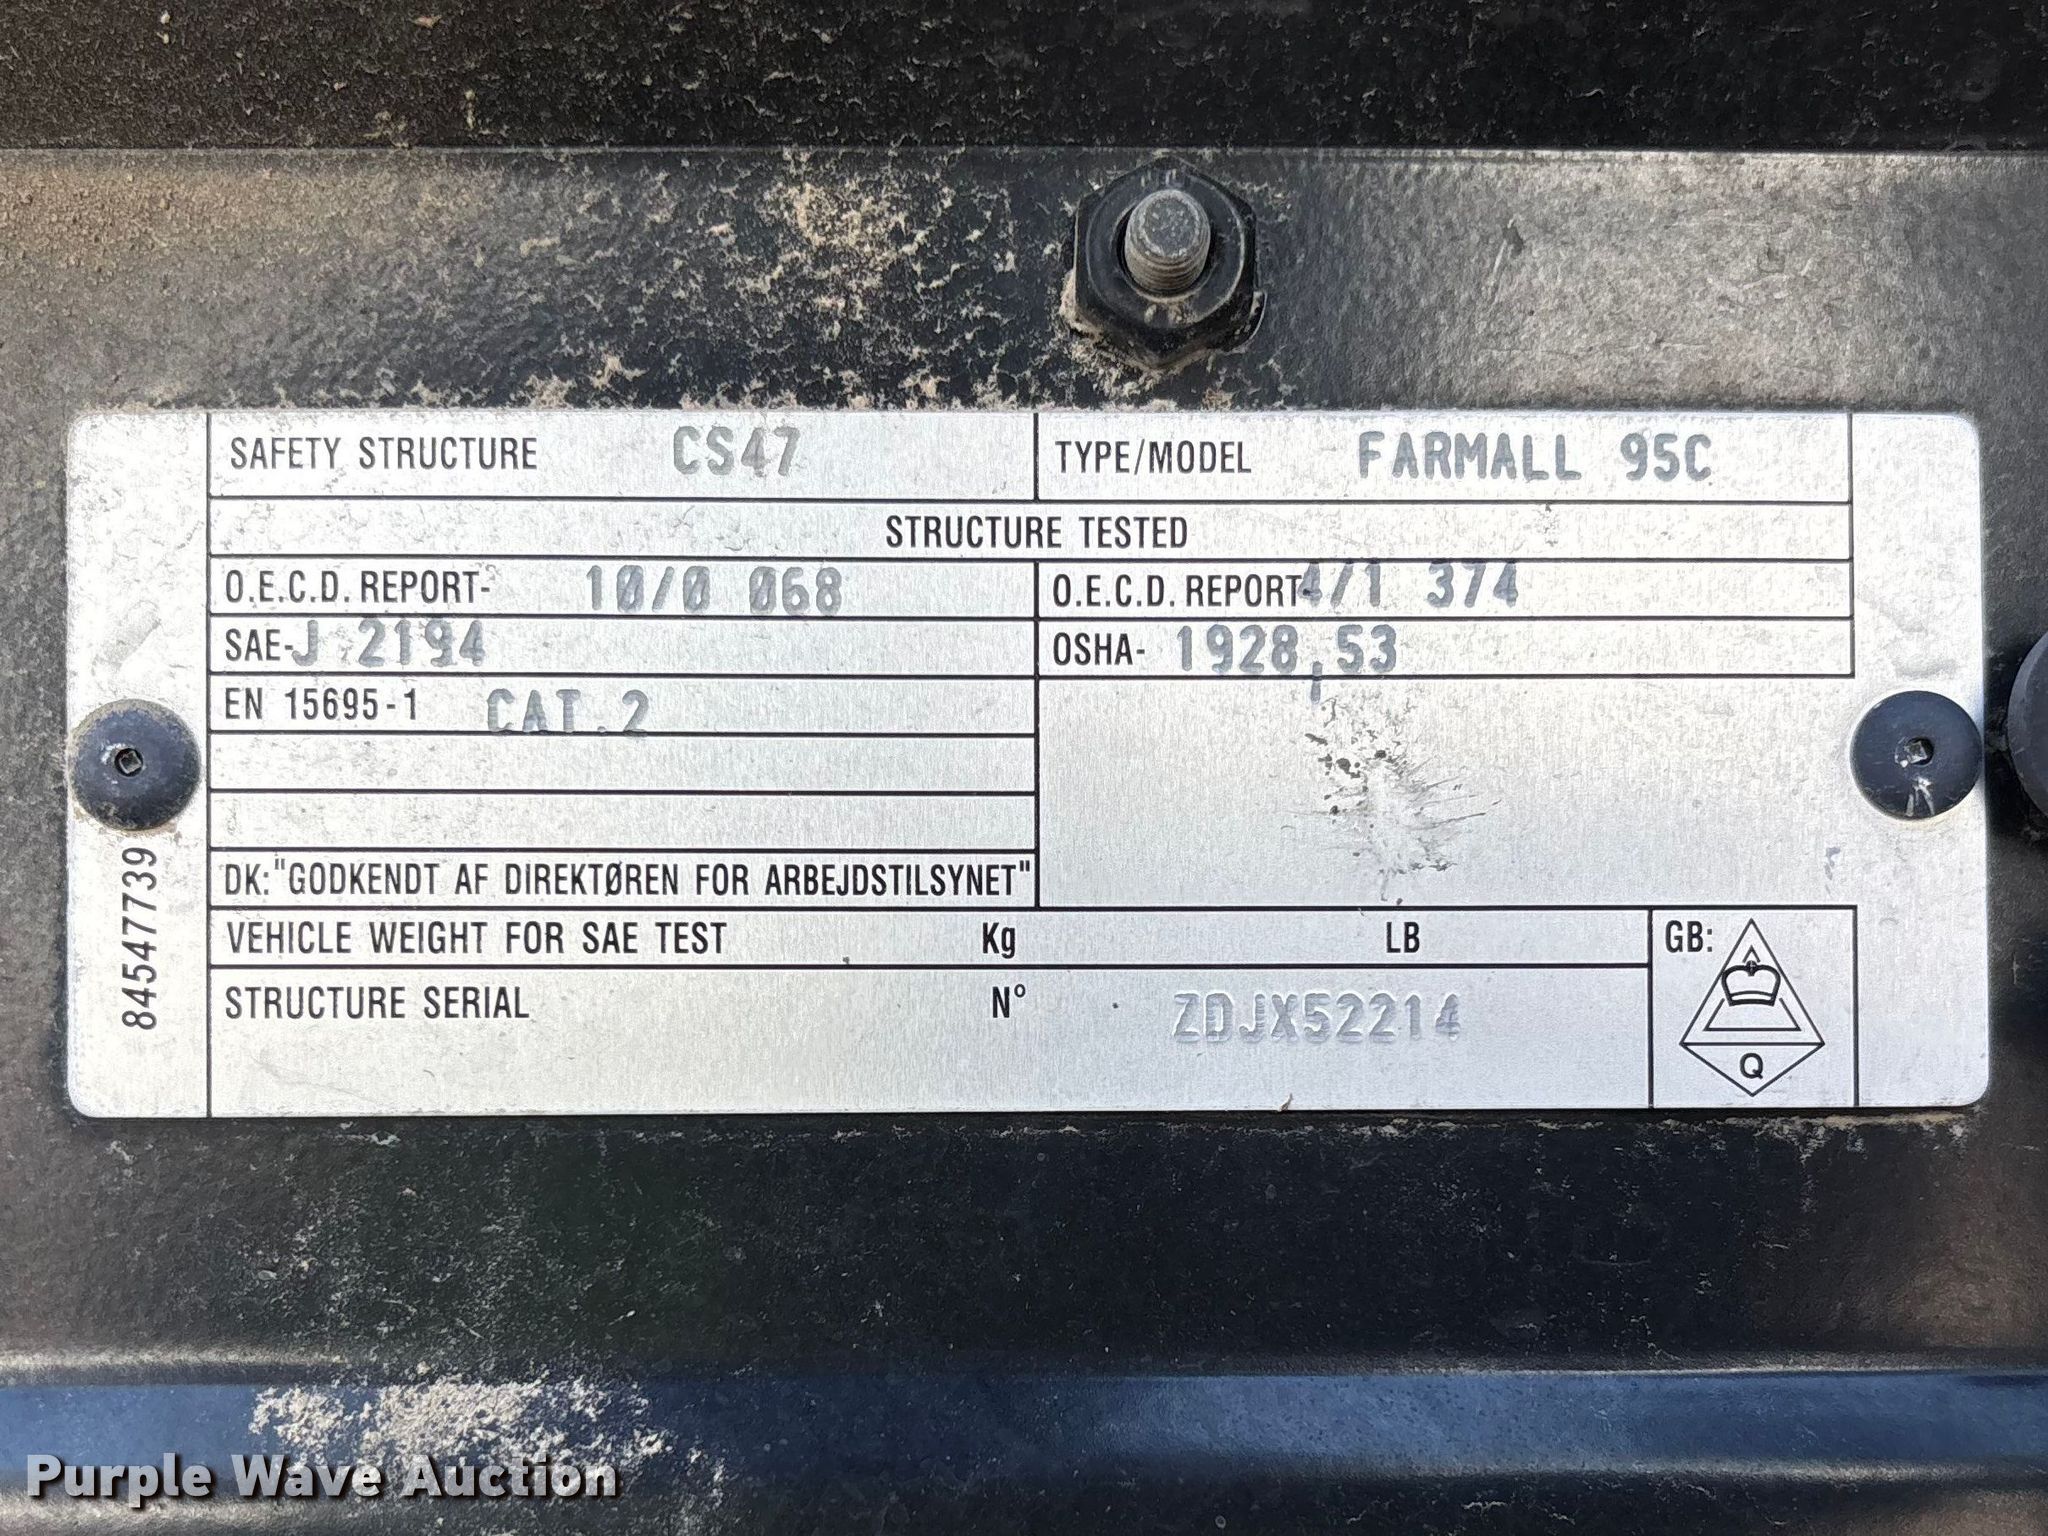 SAFETY STRUCTURE CS47 TYPE/MODEL FARMALL 95C
STRUCTURE TESTED
O.E.C.D. REPORT- 10/0 068 O.E.C.D. REPORT- 4/1 374
SAE- J 2194 OSHA- 1928,53
EN 15695-1 CAT.2
DK: "GODKENDT AF DIREKTØREN FOR ARBEJDSTILSYNET"
VEHICLE WEIGHT FOR SAE TEST Kg LB GB:
STRUCTURE SERIAL N° ZDJX52214
Q
84547739
Purple Wave Auction